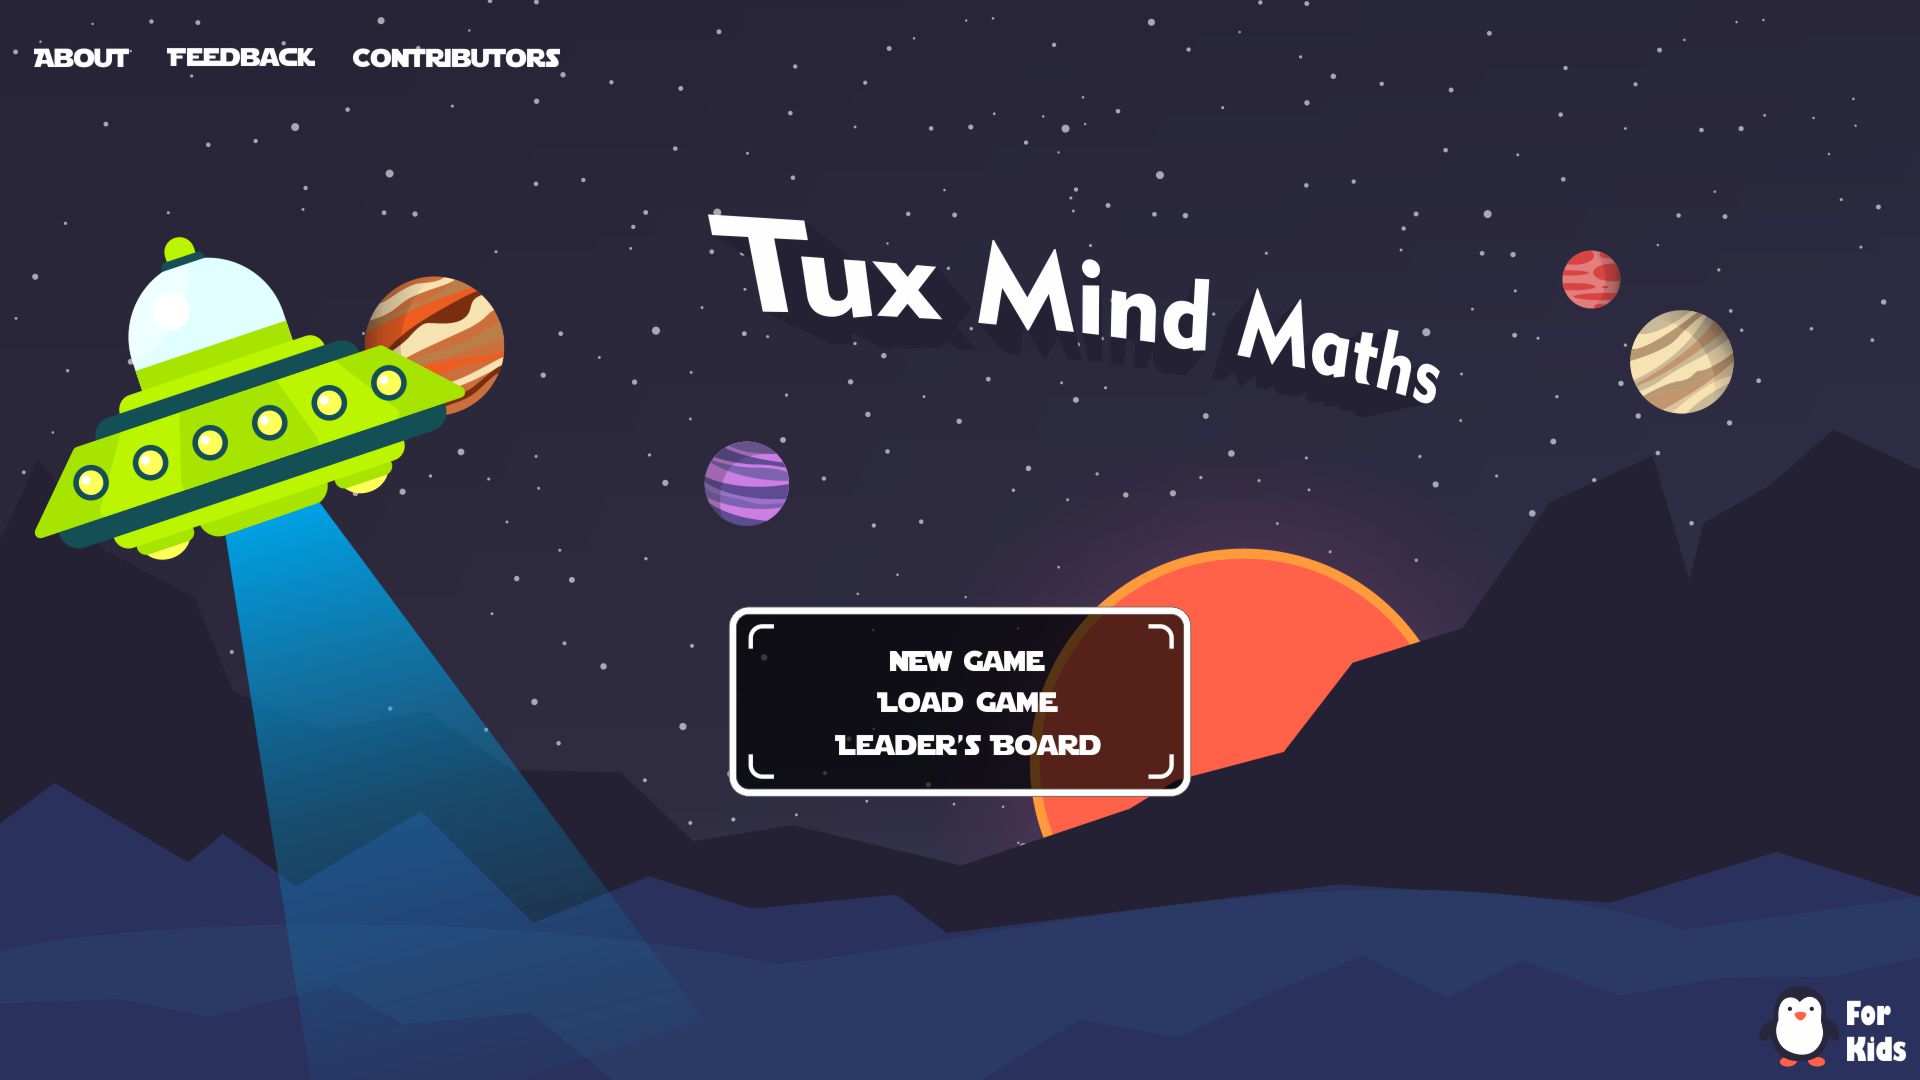 About
Feedback
Contributors
Tux Mind Maths
New Game
Load Game
Leader's Board
For
Kids